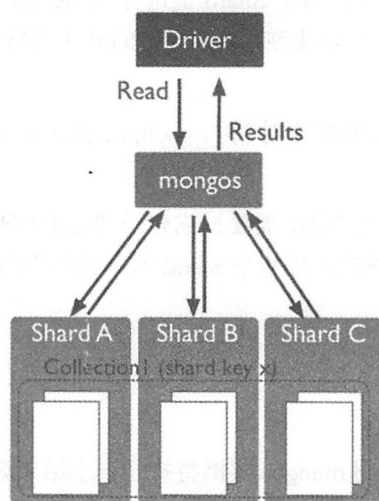 Driver
Read
Results
mongos
Shard A
Shard B
Shard C
Collection1 (shard key x)